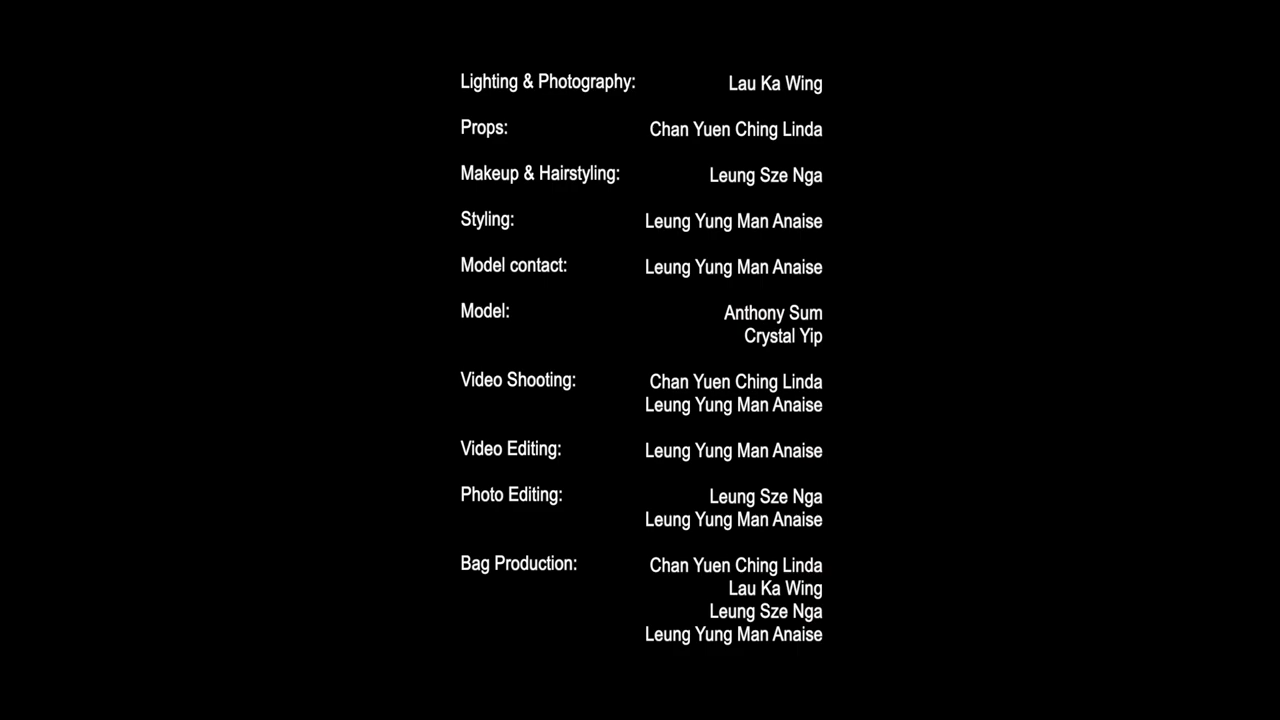 Lighting & Photography: Lau Ka Wing
Props: Chan Yuen Ching Linda
Makeup & Hairstyling: Leung Sze Nga
Styling: Leung Yung Man Anaise
Model contact: Leung Yung Man Anaise
Model: Anthony Sum
Crystal Yip
Video Shooting: Chan Yuen Ching Linda
Leung Yung Man Anaise
Video Editing: Leung Yung Man Anaise
Photo Editing: Leung Sze Nga
Leung Yung Man Anaise
Bag Production: Chan Yuen Ching Linda
Lau Ka Wing
Leung Sze Nga
Leung Yung Man Anaise